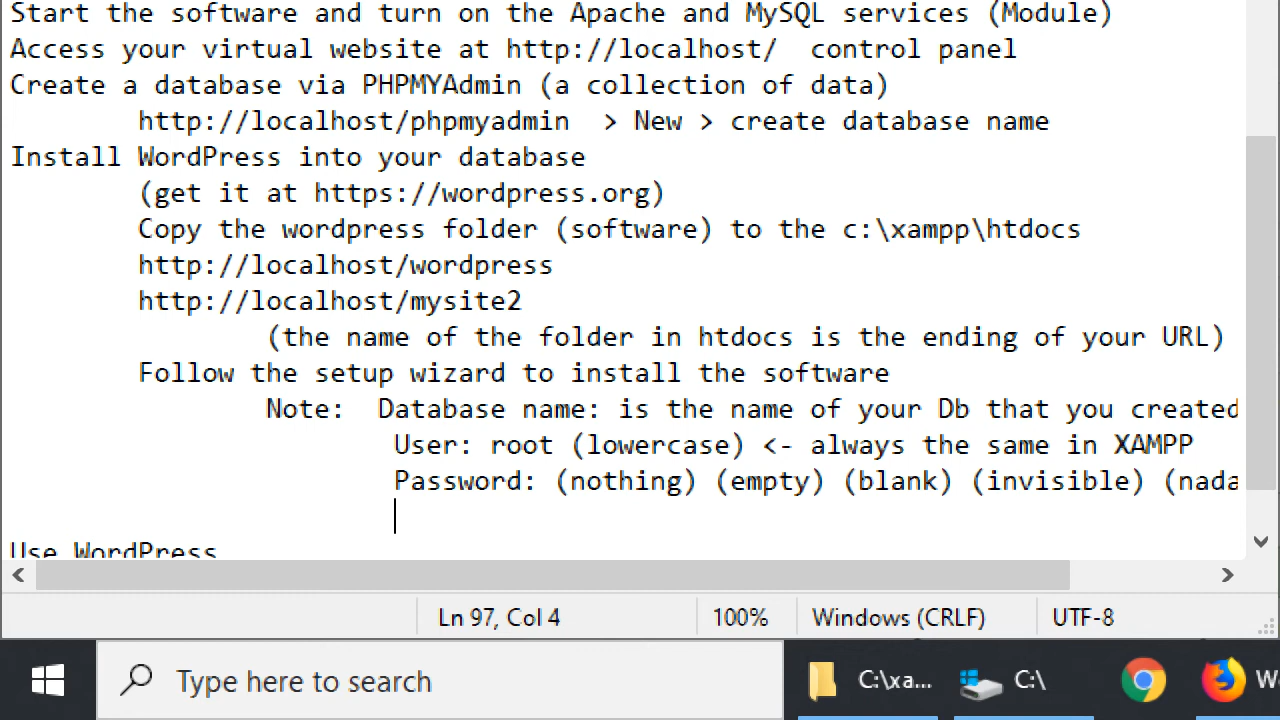 Start the software and turn on the Apache and MySQL services (Module)
Access your virtual website at http://localhost/  control panel
Create a database via PHPMYAdmin (a collection of data)
http://localhost/phpmyadmin  > New > create database name
Install WordPress into your database
(get it at https://wordpress.org)
Copy the wordpress folder (software) to the c:\xampp\htdocs
http://localhost/wordpress
http://localhost/mysite2
(the name of the folder in htdocs is the ending of your URL)
Follow the setup wizard to install the software
Note:  Database name: is the name of your Db that you created
User: root (lowercase) <- always the same in XAMPP
Password: (nothing) (empty) (blank) (invisible) (nada
Use WordPress
Ln 97, Col 4 100% Windows (CRLF) UTF-8
Type here to search C:\xa... C:\ W